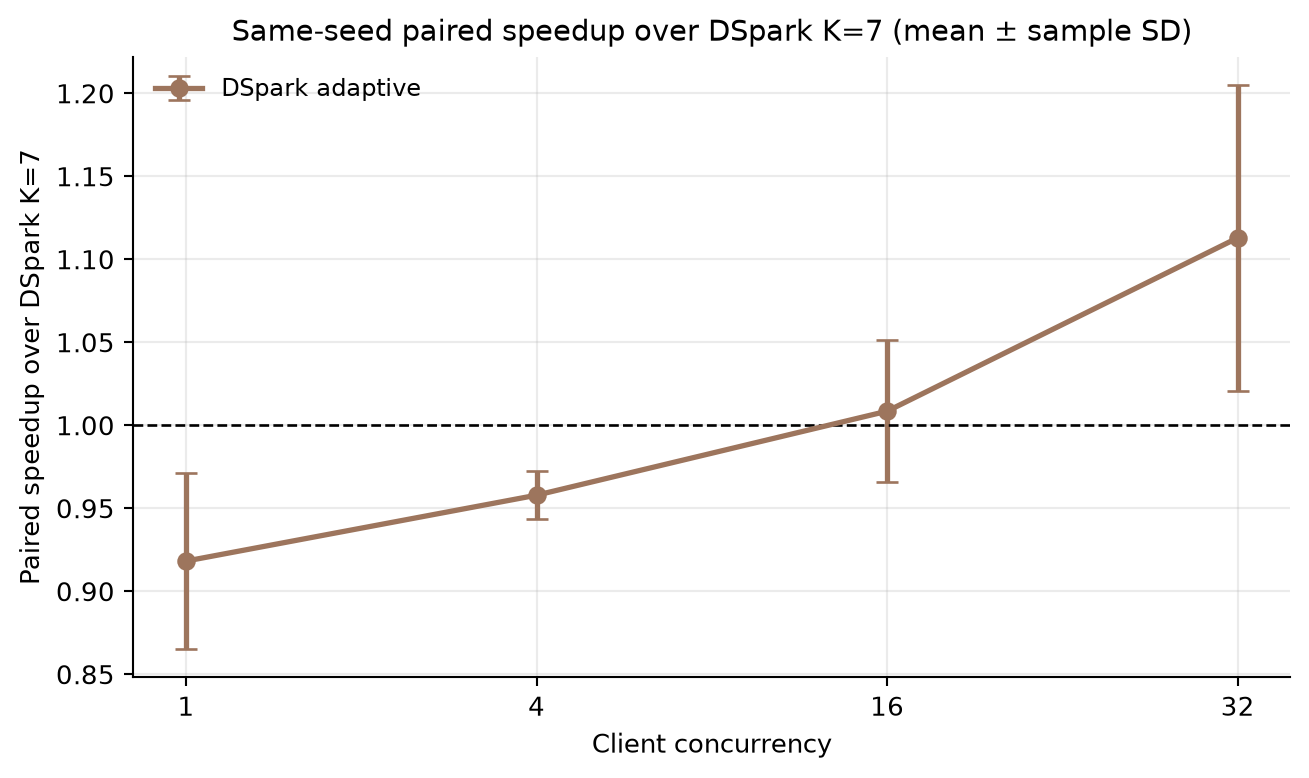 Same-seed paired speedup over DSpark K=7 (mean ± sample SD)
DSpark adaptive
Paired speedup over DSpark K=7
1.20
1.15
1.10
1.05
1.00
0.95
0.90
0.85
1 4 16 32
Client concurrency